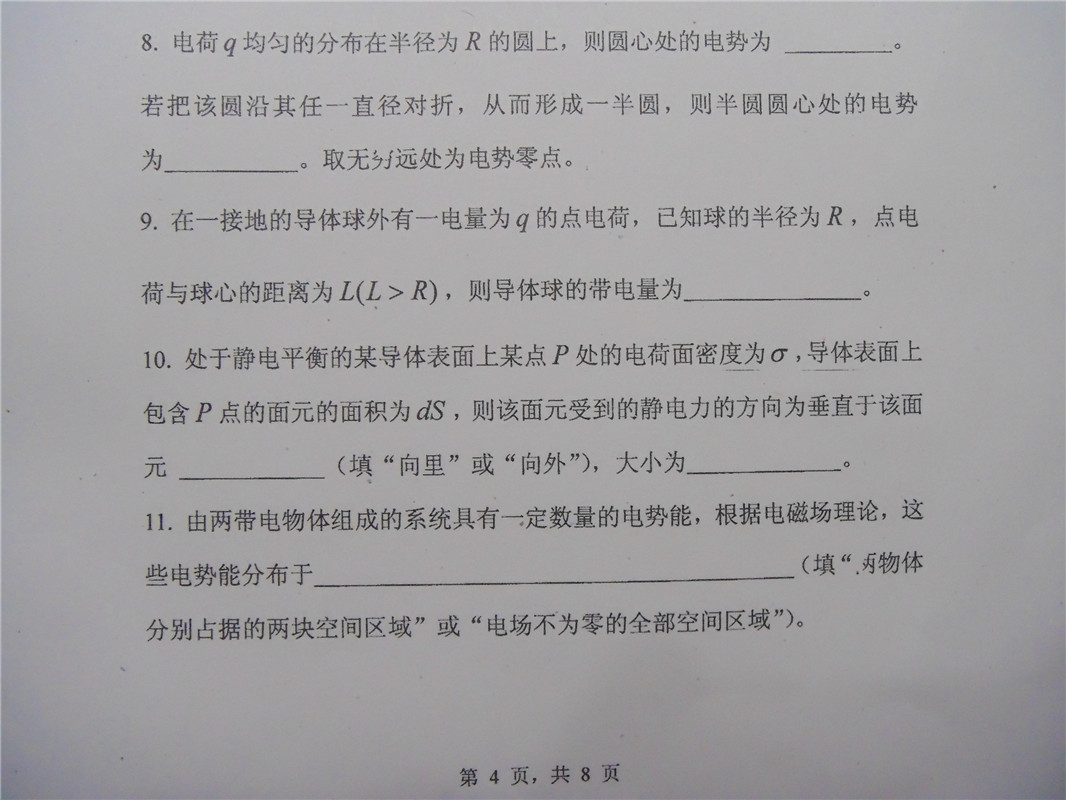 8. 电荷 q 均匀的分布在半径为 R 的圆上，则圆心处的电势为 ________。
若把该圆沿其任一直径对折，从而形成一半圆，则半圆圆心处的电势
为__________。取无穷远处为电势零点。
9. 在一接地的导体球外有一电量为 q 的点电荷，已知球的半径为 R ，点电
荷与球心的距离为 L(L > R) ，则导体球的带电量为______________。
10. 处于静电平衡的某导体表面上某点 P 处的电荷面密度为 σ ,导体表面上
包含 P 点的面元的面积为 dS ，则该面元受到的静电力的方向为垂直于该面
元 ___________（填“向里”或“向外”），大小为____________。
11. 由两带电物体组成的系统具有一定数量的电势能，根据电磁场理论，这
些电势能分布于______________________________________（填“两物体
分别占据的两块空间区域”或“电场不为零的全部空间区域”）。
第 4 页，共 8 页